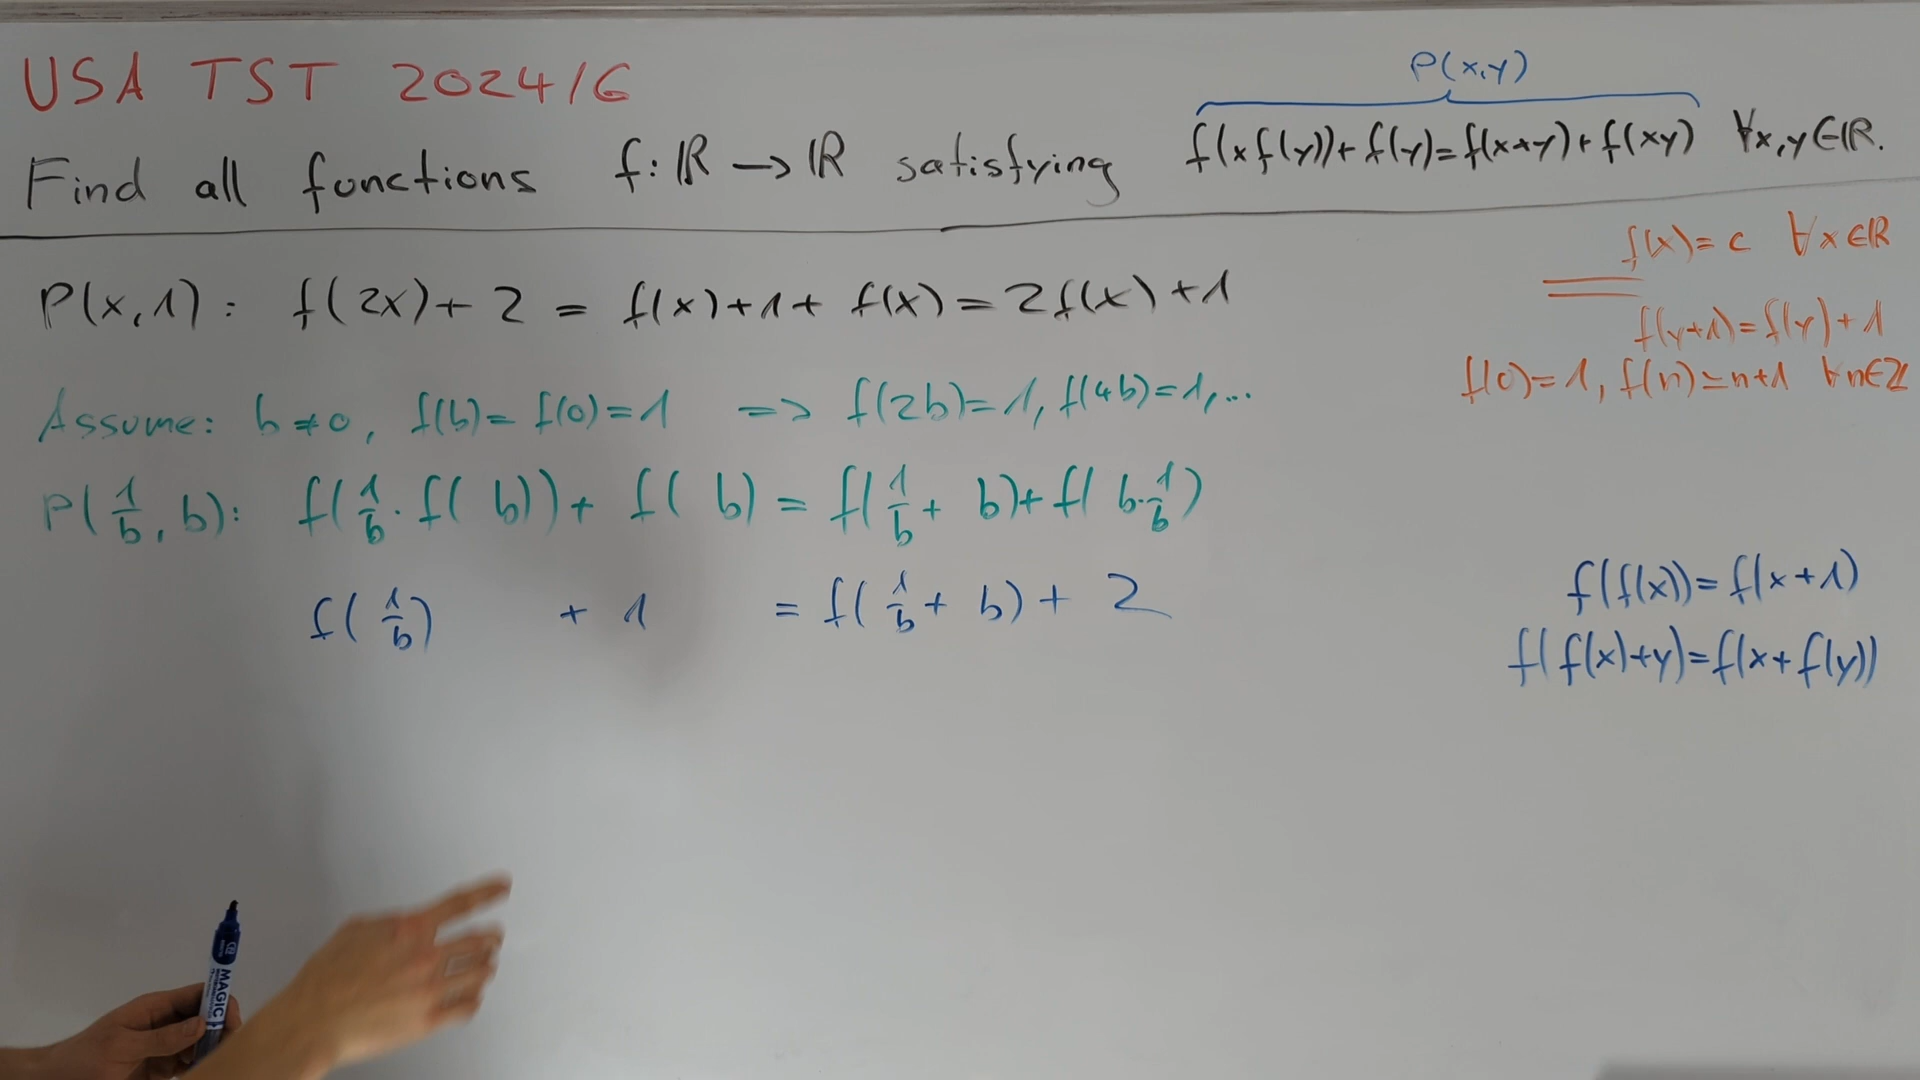 USA TST 2024/6
P(x,y)
Find all functions f: ℝ → ℝ satisfying f(xf(y))+f(y)=f(x+y)+f(xy) ∀x,y∈ℝ.
f(x)=c ∀x∈ℝ
P(x,1): f(2x)+2 = f(x)+1+f(x)=2f(x)+1
f(y+1)=f(y)+1
f(0)=1, f(n)=n+1 ∀n∈ℤ
Assume: b≠0, f(b)=f(0)=1 => f(2b)=1, f(4b)=1,...
P(1/b, b): f(1/b · f(b)) + f(b) = f(1/b + b) + f(b·1/b)
f(1/b) + 1 = f(1/b + b) + 2
f(f(x))=f(x+1)
f(f(x)+y)=f(x+f(y))
MAGIC